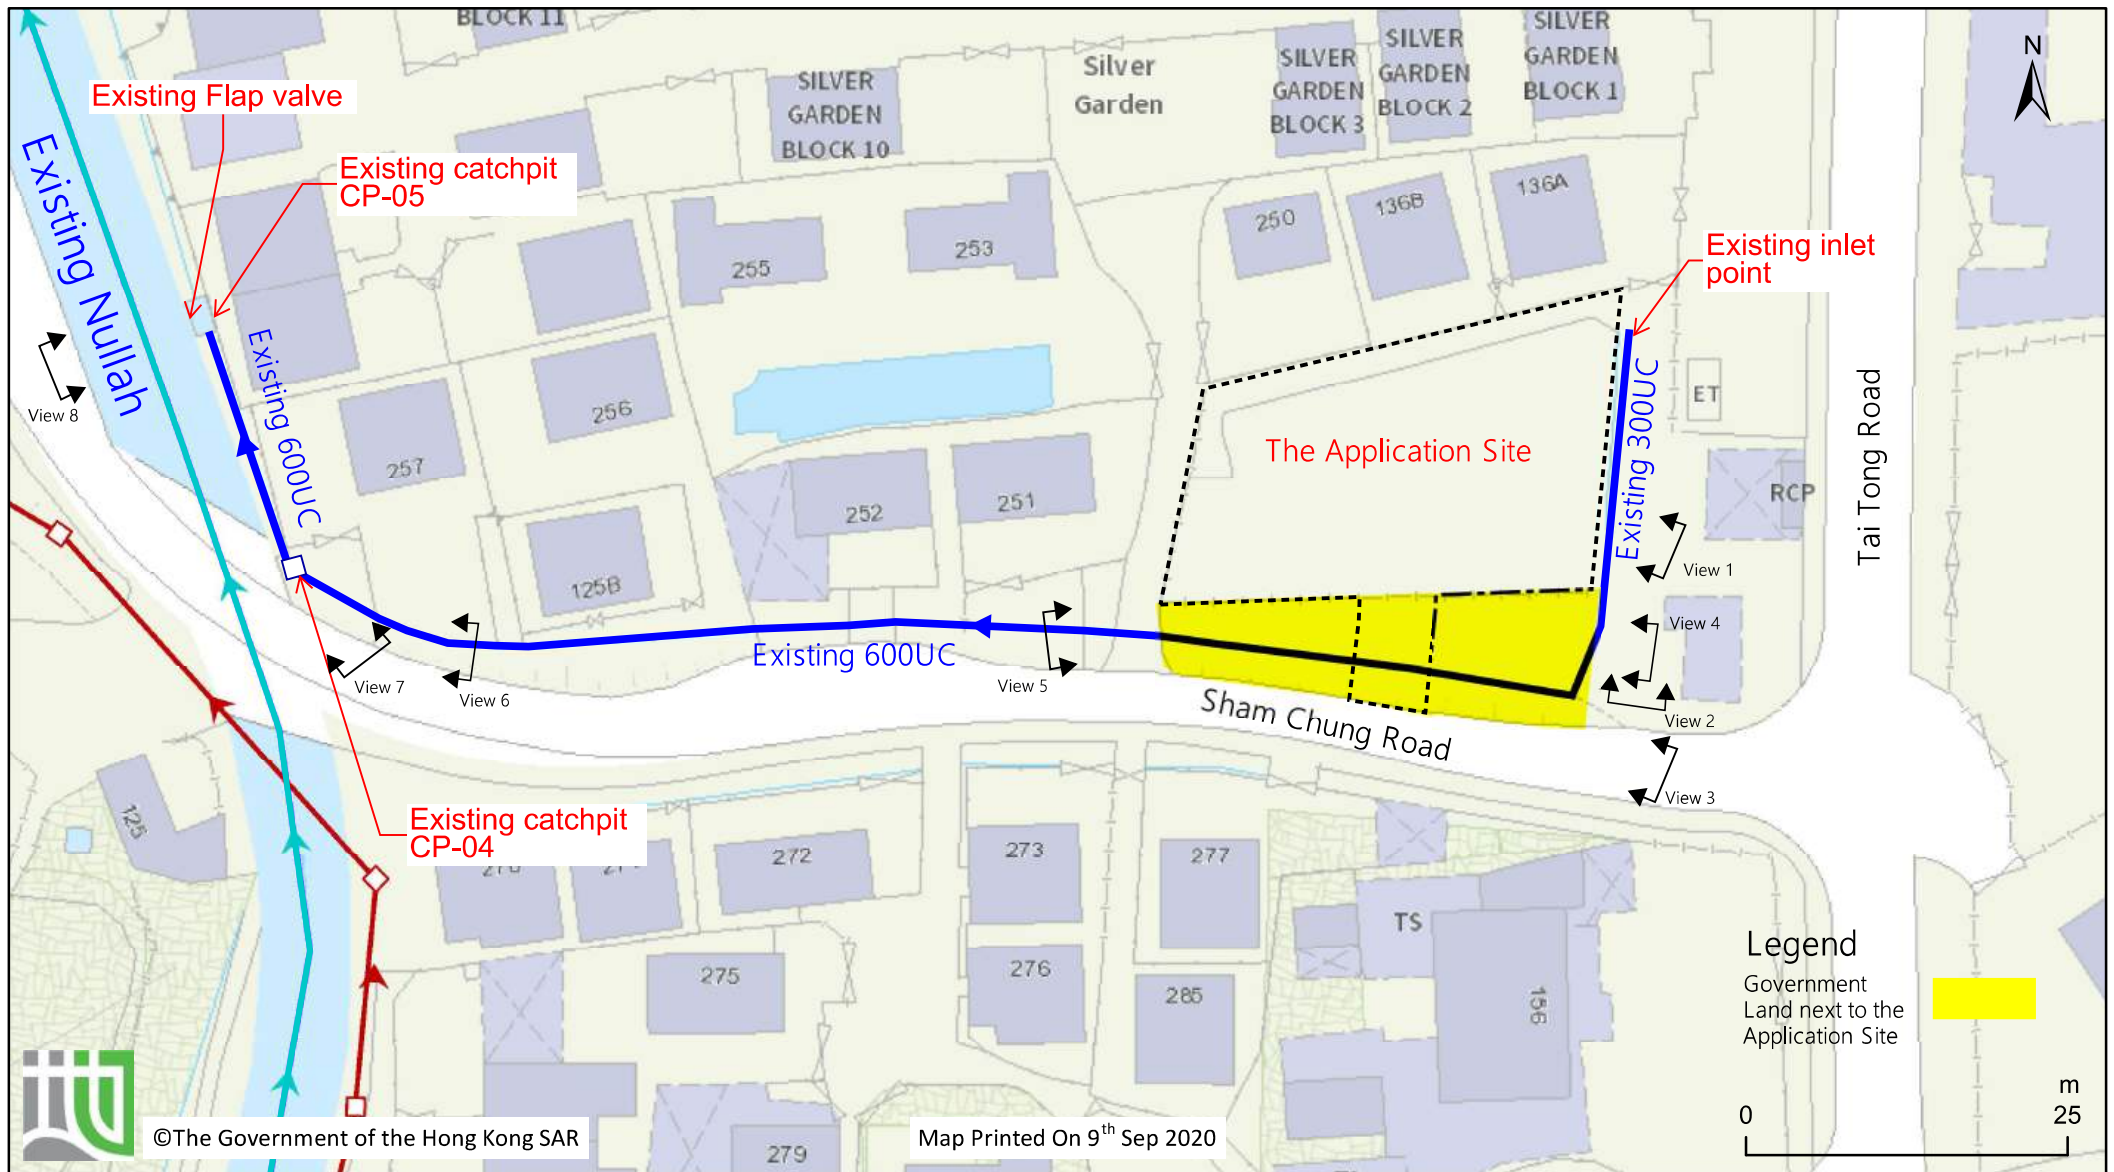 BLOCK 11
SILVER
GARDEN
BLOCK 10
Silver
Garden
SILVER
GARDEN
BLOCK 3
SILVER
GARDEN
BLOCK 2
SILVER
GARDEN
BLOCK 1
N
Existing Flap valve
Existing catchpit
CP-05
Existing Nullah
136A
136B
250
253
255
Existing inlet
point
Existing 600UC
View 8
256
257
The Application Site
Existing 300UC
ET
Tai Tong Road
RCP
251
252
125B
View 1
View 4
Existing 600UC
View 7
View 6
View 5
Sham Chung Road
View 2
View 3
125
Existing catchpit
CP-04
272
273
277
TS
156
275
276
285
279
Legend
Government
Land next to the
Application Site
m
0 25
©The Government of the Hong Kong SAR
Map Printed On 9th Sep 2020